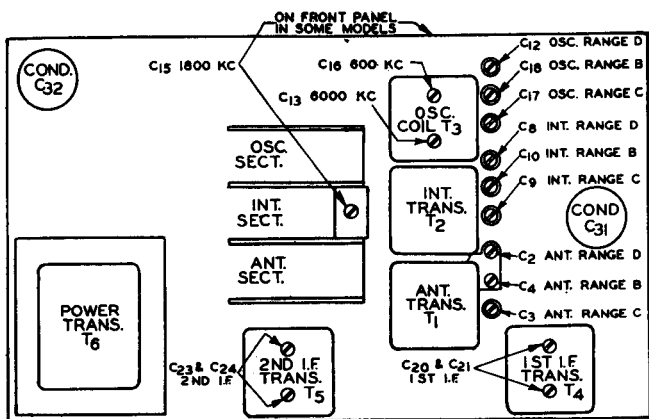 ON FRONT PANEL
IN SOME MODELS
COND.
C32
C15 1800 KC
C16 600 KC
C13 6000 KC
OSC.
COIL T3
C12 OSC. RANGE D
C18 OSC. RANGE B
C17 OSC. RANGE C
C8 INT. RANGE D
C10 INT. RANGE B
C9 INT. RANGE C
OSC.
SECT.
INT.
SECT.
ANT.
SECT.
INT.
TRANS.
T2
COND
C31
ANT.
TRANS.
T1
C2 ANT. RANGE D
C4 ANT. RANGE B
C3 ANT. RANGE C
POWER
TRANS.
T6
C23 & C24
2ND I.F.
2ND I.F.
TRANS.
T5
C20 & C21
1ST I.F.
1ST I.F.
TRANS.
T4